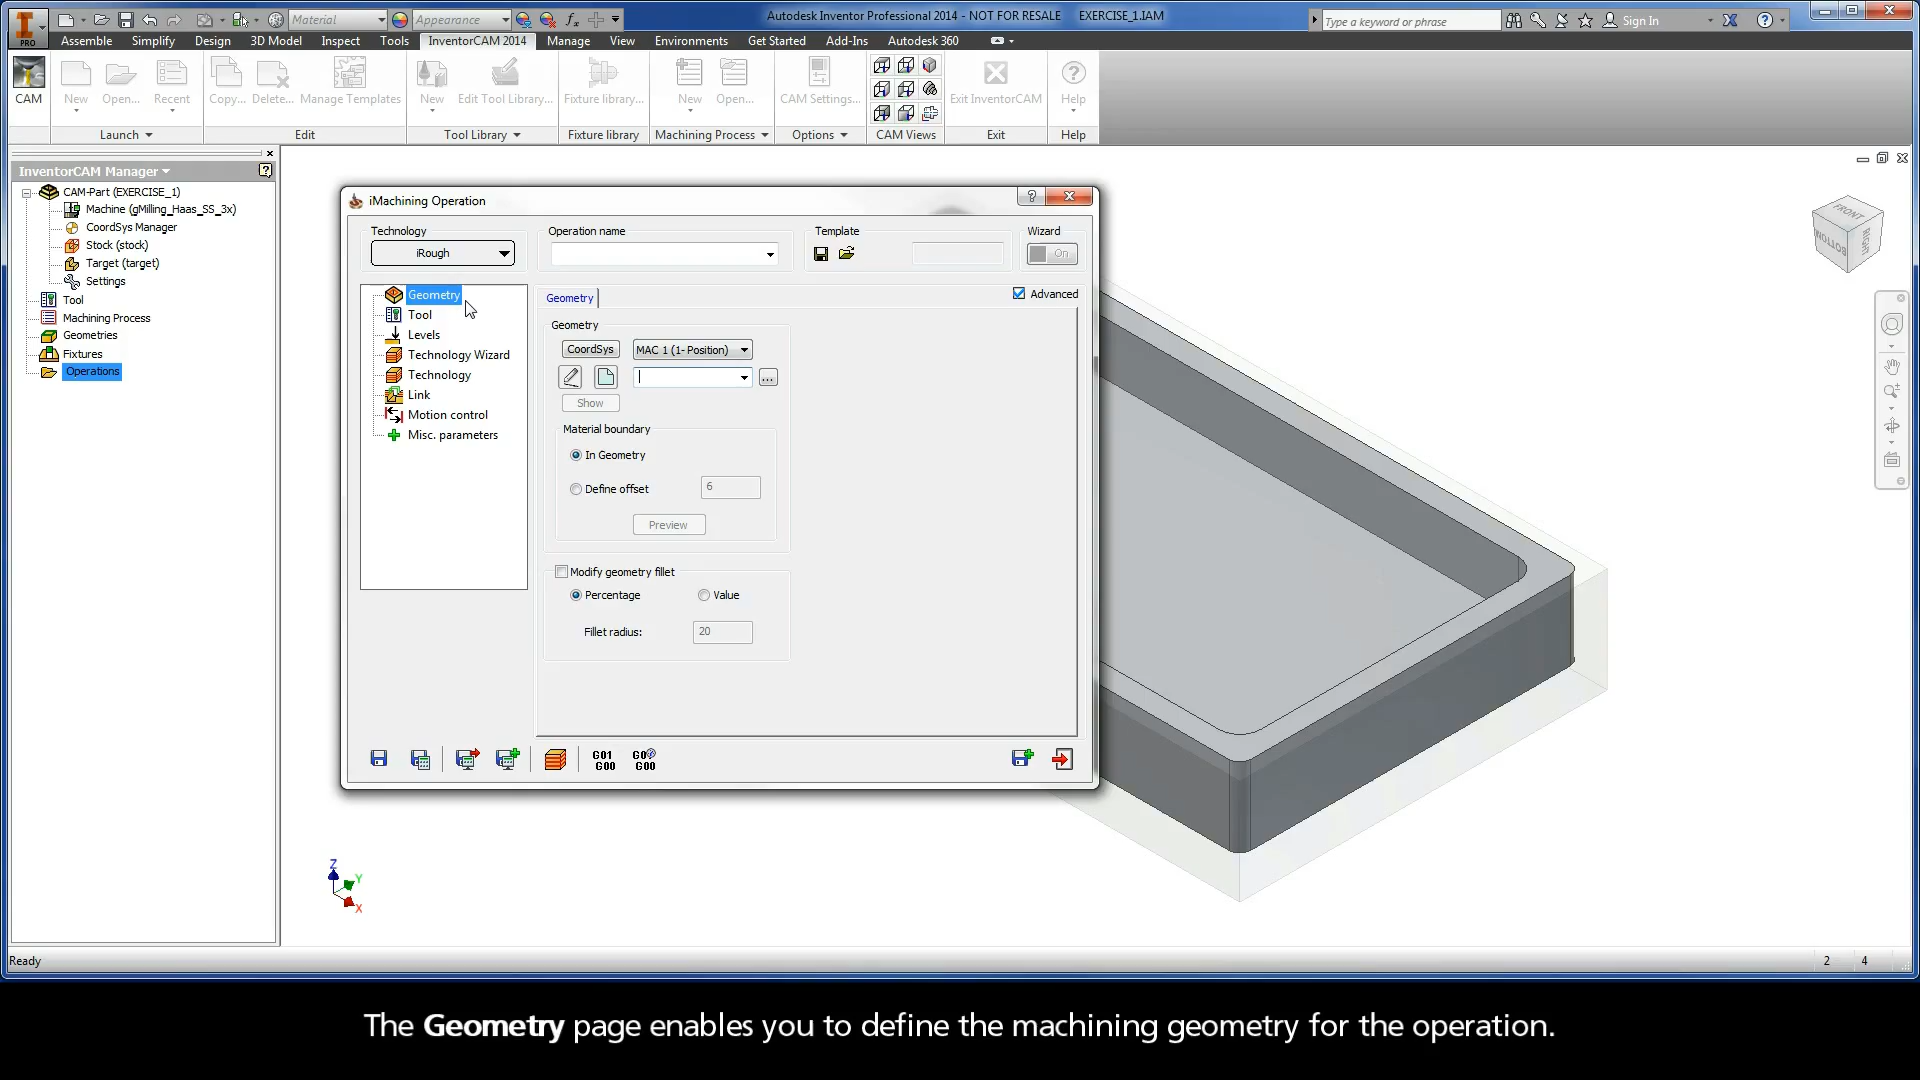 Material
Appearance
Autodesk Inventor Professional 2014 - NOT FOR RESALE EXERCISE_1.IAM
Type a keyword or phrase
Sign In
PRO
Assemble Simplify Design 3D Model Inspect Tools InventorCAM 2014 Manage View Environments Get Started Add-Ins Autodesk 360
CAM New Open... Recent Copy... Delete... Manage Templates New Edit Tool Library... Fixture library... New Open... CAM Settings... Exit InventorCAM Help
Launch Edit Tool Library Fixture library Machining Process Options CAM Views Exit Help
InventorCAM Manager
CAM-Part (EXERCISE_1)
Machine (gMilling_Haas_SS_3x)
CoordSys Manager
Stock (stock)
Target (target)
Settings
Tool
Machining Process
Geometries
Fixtures
Operations
iMachining Operation
Technology
iRough
Operation name
Template
Wizard
On
Geometry
Tool
Levels
Technology Wizard
Technology
Link
Motion control
Misc. parameters
Geometry
Advanced
Geometry
CoordSys
MAC 1 (1- Position)
...
Show
Material boundary
In Geometry
Define offset
6
Preview
Modify geometry fillet
Percentage
Value
Fillet radius:
20
G01
G00
G0
G00
FRONT
RIGHT
BOTTOM
Z
Y
X
Ready
2 4
The Geometry page enables you to define the machining geometry for the operation.